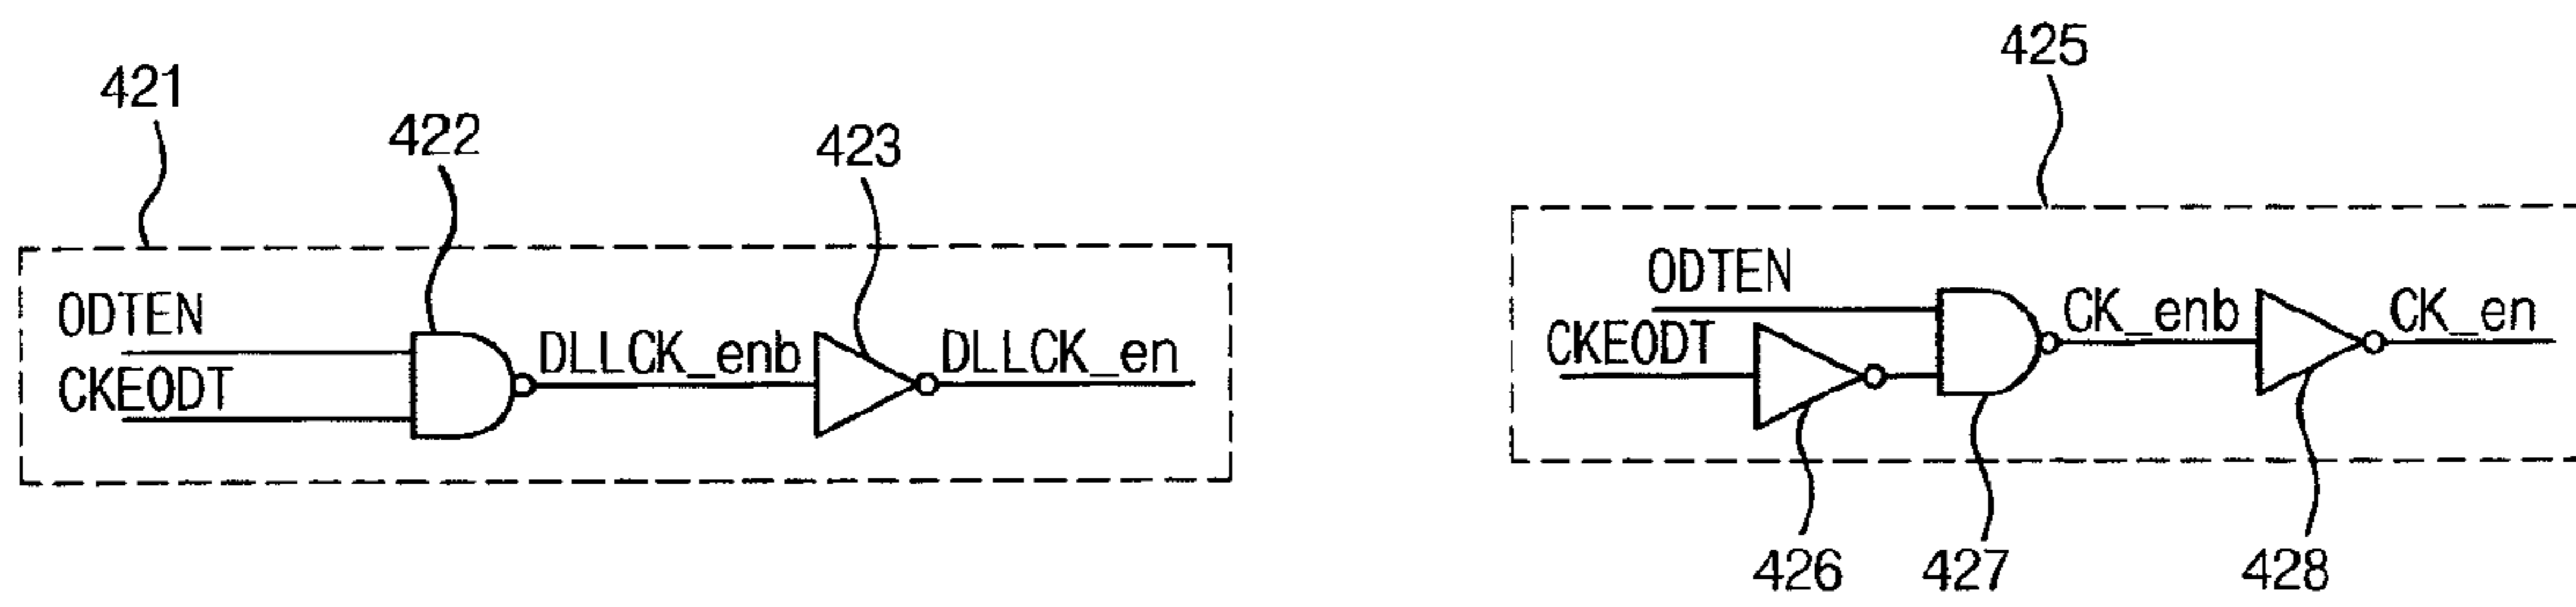 421
422
423
ODTEN
CKEODT
DLLCK_enb
DLLCK_en
425
ODTEN
CKEODT
CK_enb
CK_en
426
427
428